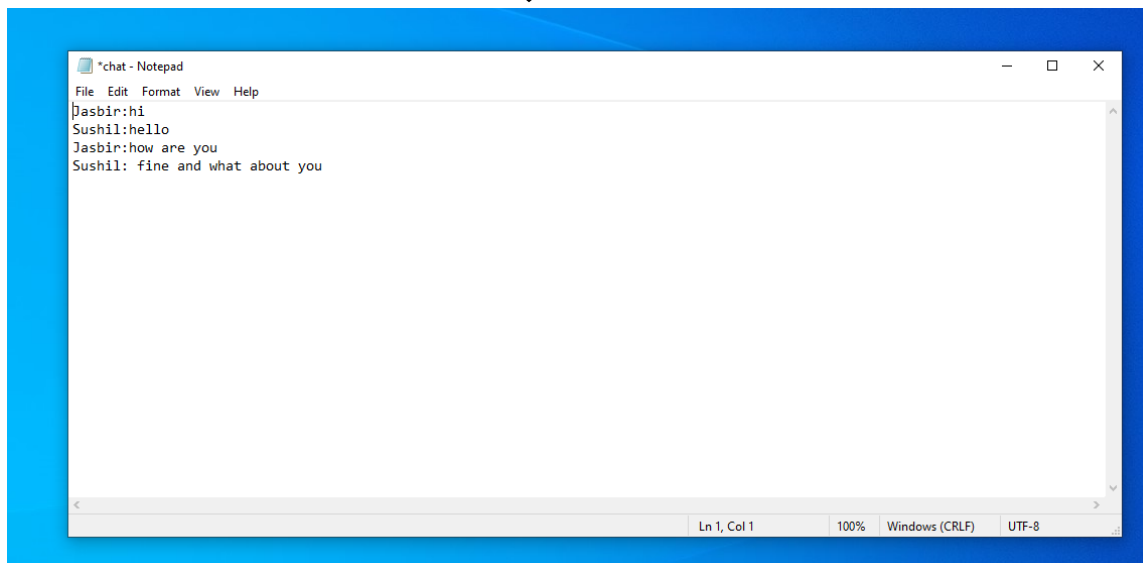 *chat - Notepad
File Edit Format View Help
Jasbir:hi
Sushil:hello
Jasbir:how are you
Sushil: fine and what about you
Ln 1, Col 1 100% Windows (CRLF) UTF-8